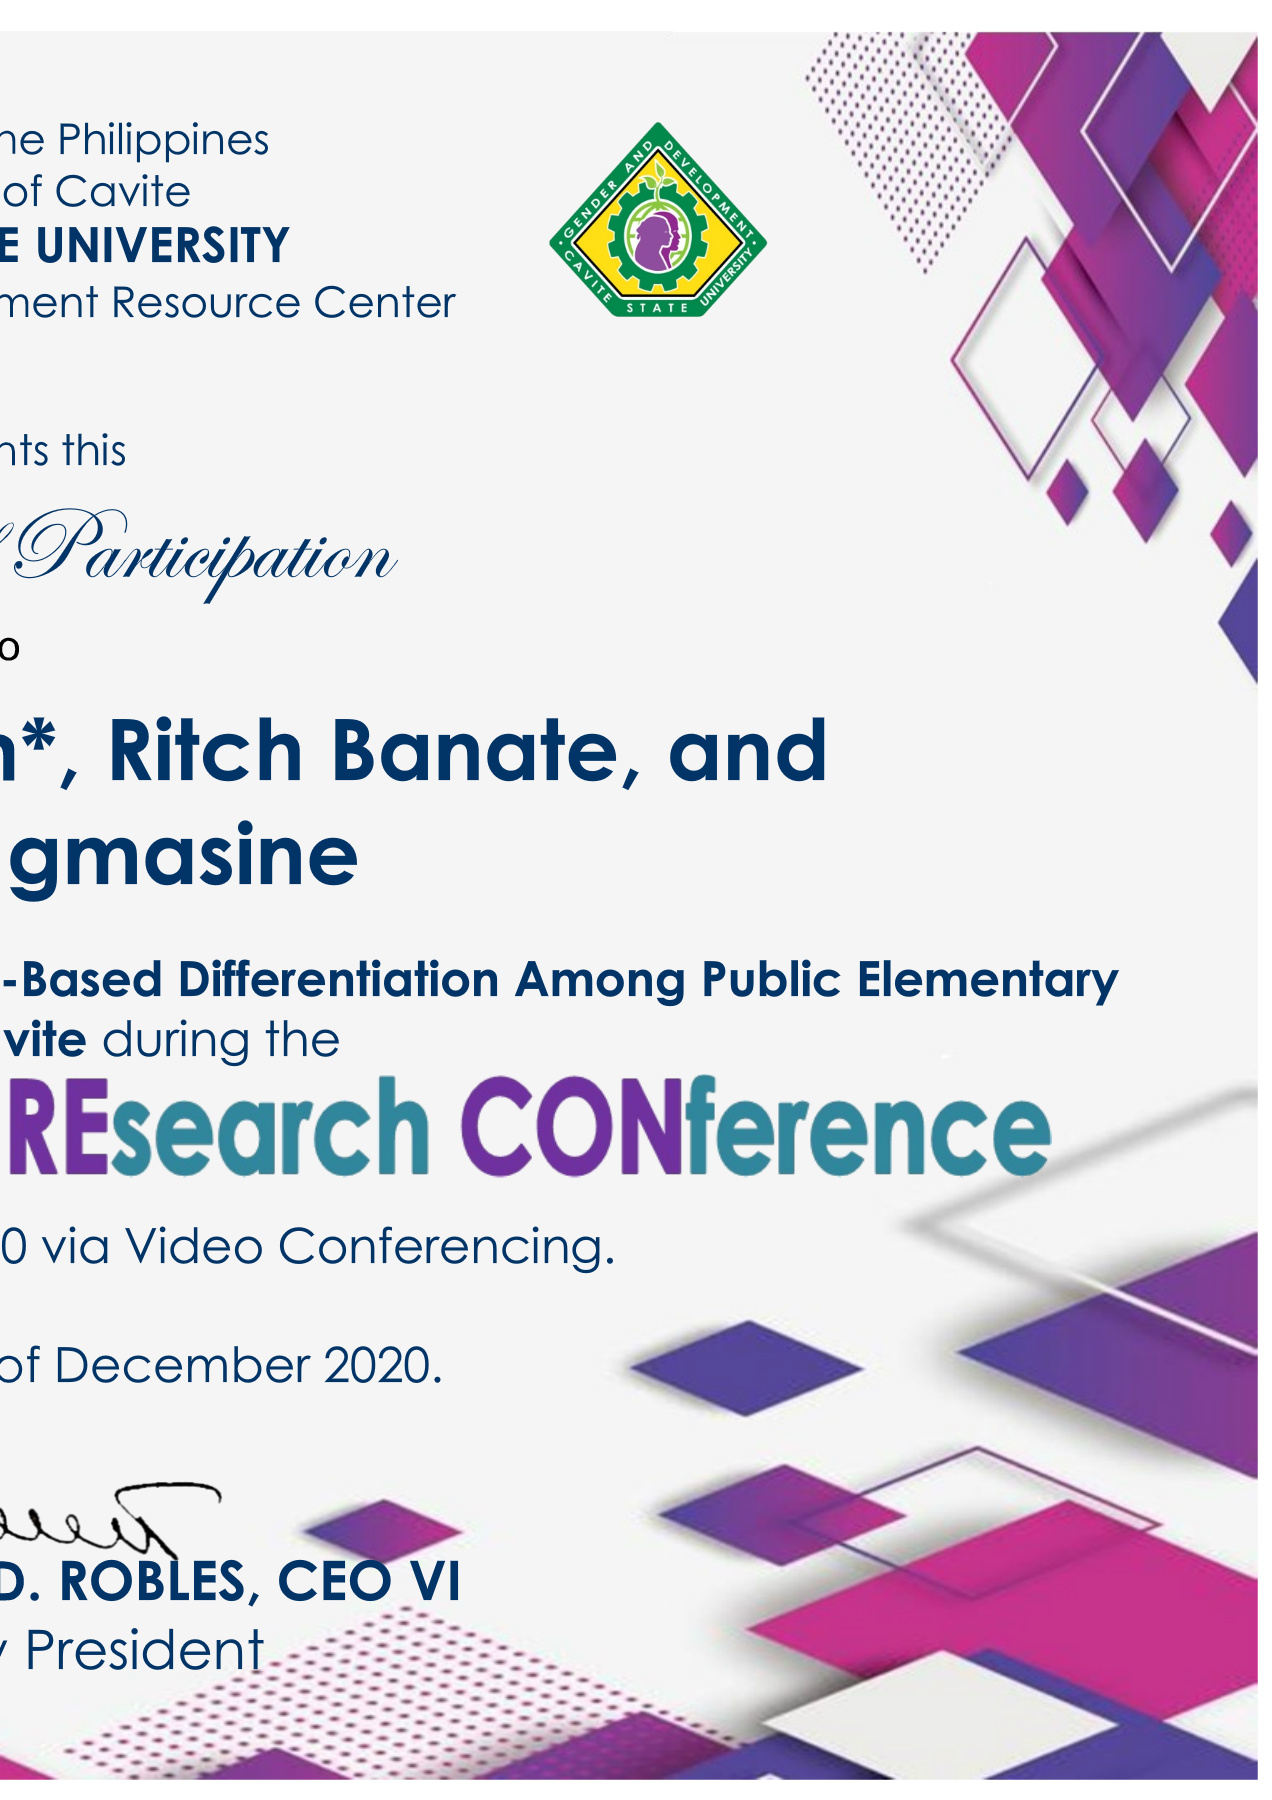 ne Philippines
of Cavite
E UNIVERSITY
ment Resource Center
GENDER AND DEVELOPMENT
CAVITE STATE UNIVERSITY
nts this
Participation
o
n*, Ritch Banate, and
gmasine
-Based Differentiation Among Public Elementary
vite during the
REsearch CONference
0 via Video Conferencing.
of December 2020.
D. ROBLES, CEO VI
y President